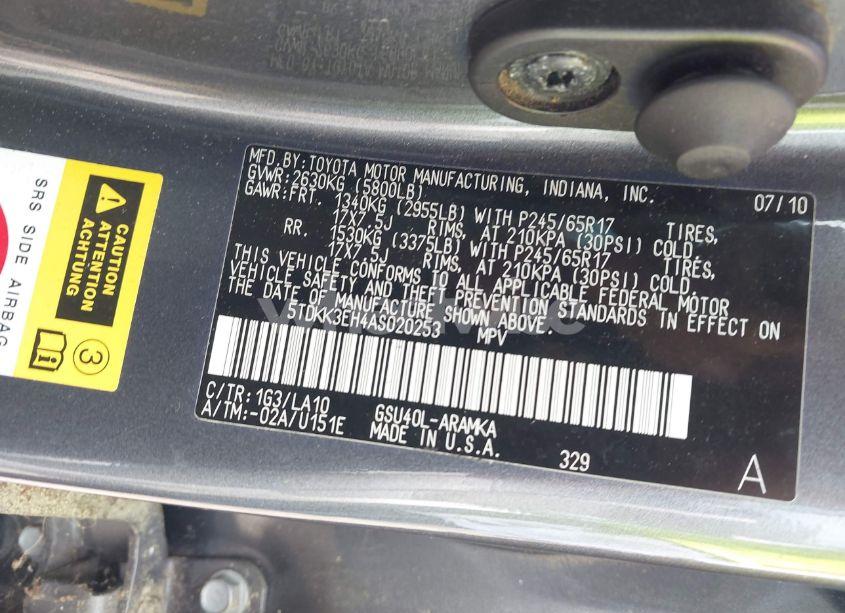 MFD.BY:TOYOTA MOTOR MANUFACTURING, INDIANA, INC. 07/10
GVWR:2630KG (5800LB)
GAWR:FRT. 1340KG (2955LB) WITH P245/65R17 TIRES,
17X7.5J RIMS, AT 210KPA (30PSI) COLD.
RR. 1530KG (3375LB) WITH P245/65R17 TIRES,
17X7.5J RIMS, AT 210KPA (30PSI) COLD.
THIS VEHICLE CONFORMS TO ALL APPLICABLE FEDERAL MOTOR
VEHICLE SAFETY AND THEFT PREVENTION STANDARDS IN EFFECT ON
THE DATE OF MANUFACTURE SHOWN ABOVE.
5TDKK3EH4AS020253 MPV
C/TR:1G3/LA10 GSU40L-ARAMKA
A/TM:-02A/U151E MADE IN U.S.A.
329
A
SRS SIDE AIRBAG
CAUTION
ATTENTION
ACHTUNG
3